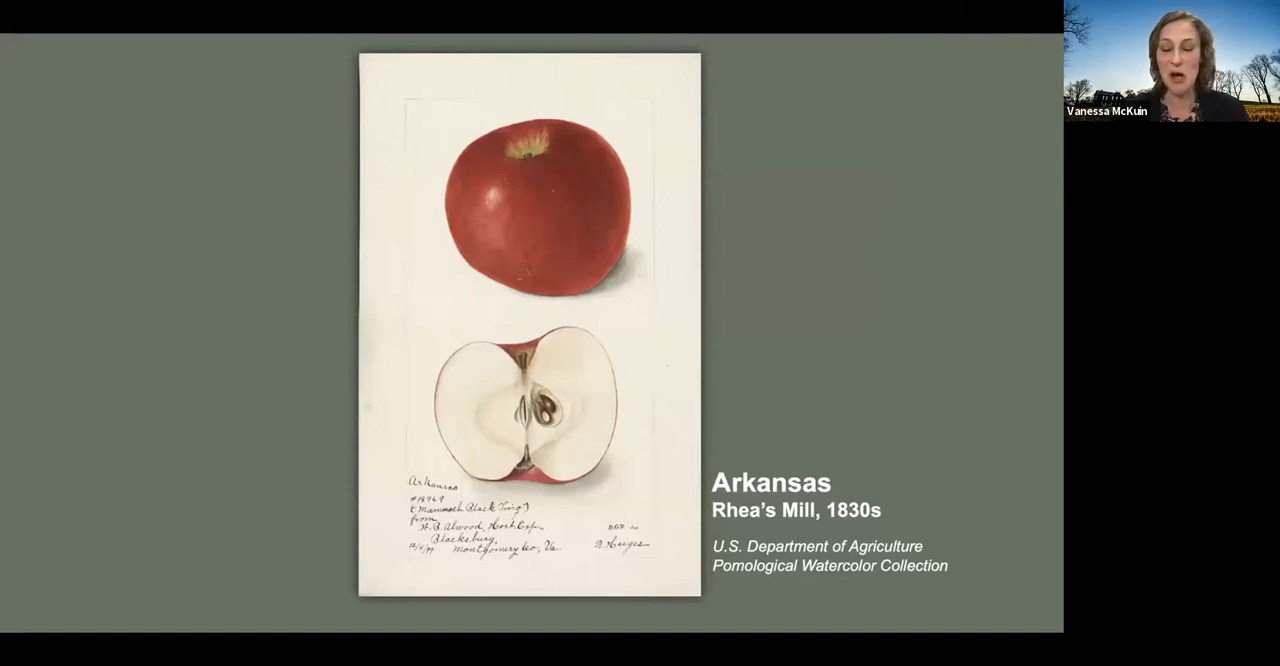 Vanessa McKuin
Arkansas
#18969
("Mammoth Black Twig")
from
W.B. Alwood, Hort. Exp.,
Blacksburg,
12/4/99 Montgomery Co., Va.
Arkansas
Rhea's Mill, 1830s
U.S. Department of Agriculture
Pomological Watercolor Collection